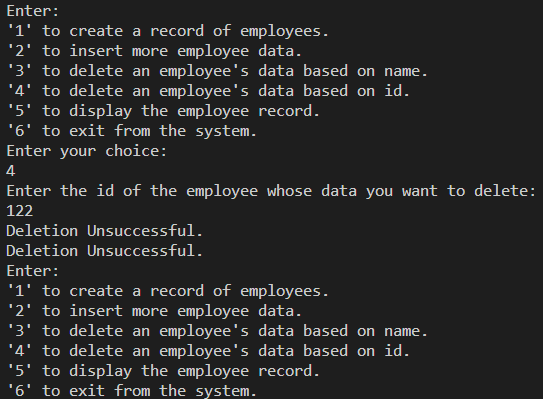 Enter:
'1' to create a record of employees.
'2' to insert more employee data.
'3' to delete an employee's data based on name.
'4' to delete an employee's data based on id.
'5' to display the employee record.
'6' to exit from the system.
Enter your choice:
4
Enter the id of the employee whose data you want to delete:
122
Deletion Unsuccessful.
Deletion Unsuccessful.
Enter:
'1' to create a record of employees.
'2' to insert more employee data.
'3' to delete an employee's data based on name.
'4' to delete an employee's data based on id.
'5' to display the employee record.
'6' to exit from the system.